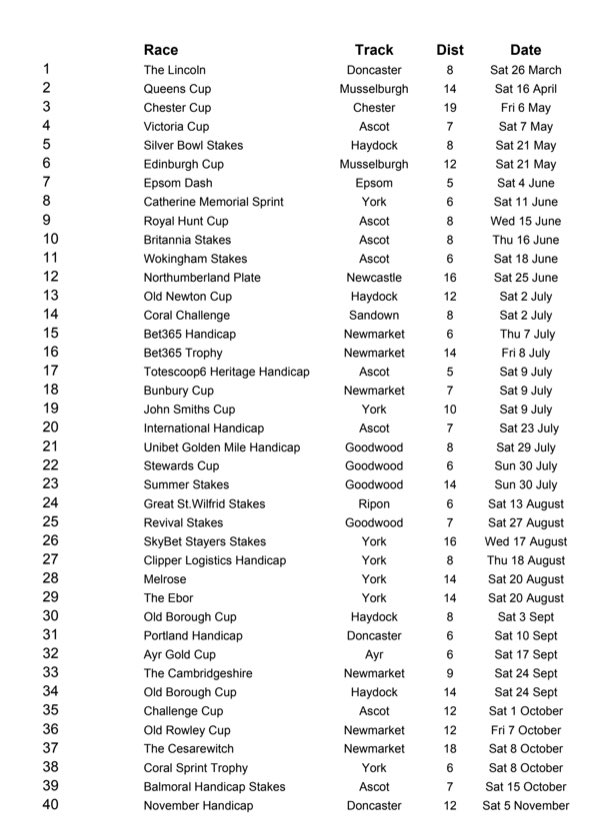 Race Track Dist Date
1 The Lincoln Doncaster 8 Sat 26 March
2 Queens Cup Musselburgh 14 Sat 16 April
3 Chester Cup Chester 19 Fri 6 May
4 Victoria Cup Ascot 7 Sat 7 May
5 Silver Bowl Stakes Haydock 8 Sat 21 May
6 Edinburgh Cup Musselburgh 12 Sat 21 May
7 Epsom Dash Epsom 5 Sat 4 June
8 Catherine Memorial Sprint York 6 Sat 11 June
9 Royal Hunt Cup Ascot 8 Wed 15 June
10 Britannia Stakes Ascot 8 Thu 16 June
11 Wokingham Stakes Ascot 6 Sat 18 June
12 Northumberland Plate Newcastle 16 Sat 25 June
13 Old Newton Cup Haydock 12 Sat 2 July
14 Coral Challenge Sandown 8 Sat 2 July
15 Bet365 Handicap Newmarket 6 Thu 7 July
16 Bet365 Trophy Newmarket 14 Fri 8 July
17 Totescoop6 Heritage Handicap Ascot 5 Sat 9 July
18 Bunbury Cup Newmarket 7 Sat 9 July
19 John Smiths Cup York 10 Sat 9 July
20 International Handicap Ascot 7 Sat 23 July
21 Unibet Golden Mile Handicap Goodwood 8 Sat 29 July
22 Stewards Cup Goodwood 6 Sun 30 July
23 Summer Stakes Goodwood 14 Sun 30 July
24 Great St.Wilfrid Stakes Ripon 6 Sat 13 August
25 Revival Stakes Goodwood 7 Sat 27 August
26 SkyBet Stayers Stakes York 16 Wed 17 August
27 Clipper Logistics Handicap York 8 Thu 18 August
28 Melrose York 14 Sat 20 August
29 The Ebor York 14 Sat 20 August
30 Old Borough Cup Haydock 8 Sat 3 Sept
31 Portland Handicap Doncaster 6 Sat 10 Sept
32 Ayr Gold Cup Ayr 6 Sat 17 Sept
33 The Cambridgeshire Newmarket 9 Sat 24 Sept
34 Old Borough Cup Haydock 14 Sat 24 Sept
35 Challenge Cup Ascot 12 Sat 1 October
36 Old Rowley Cup Newmarket 12 Fri 7 October
37 The Cesarewitch Newmarket 18 Sat 8 October
38 Coral Sprint Trophy York 6 Sat 8 October
39 Balmoral Handicap Stakes Ascot 7 Sat 15 October
40 November Handicap Doncaster 12 Sat 5 November